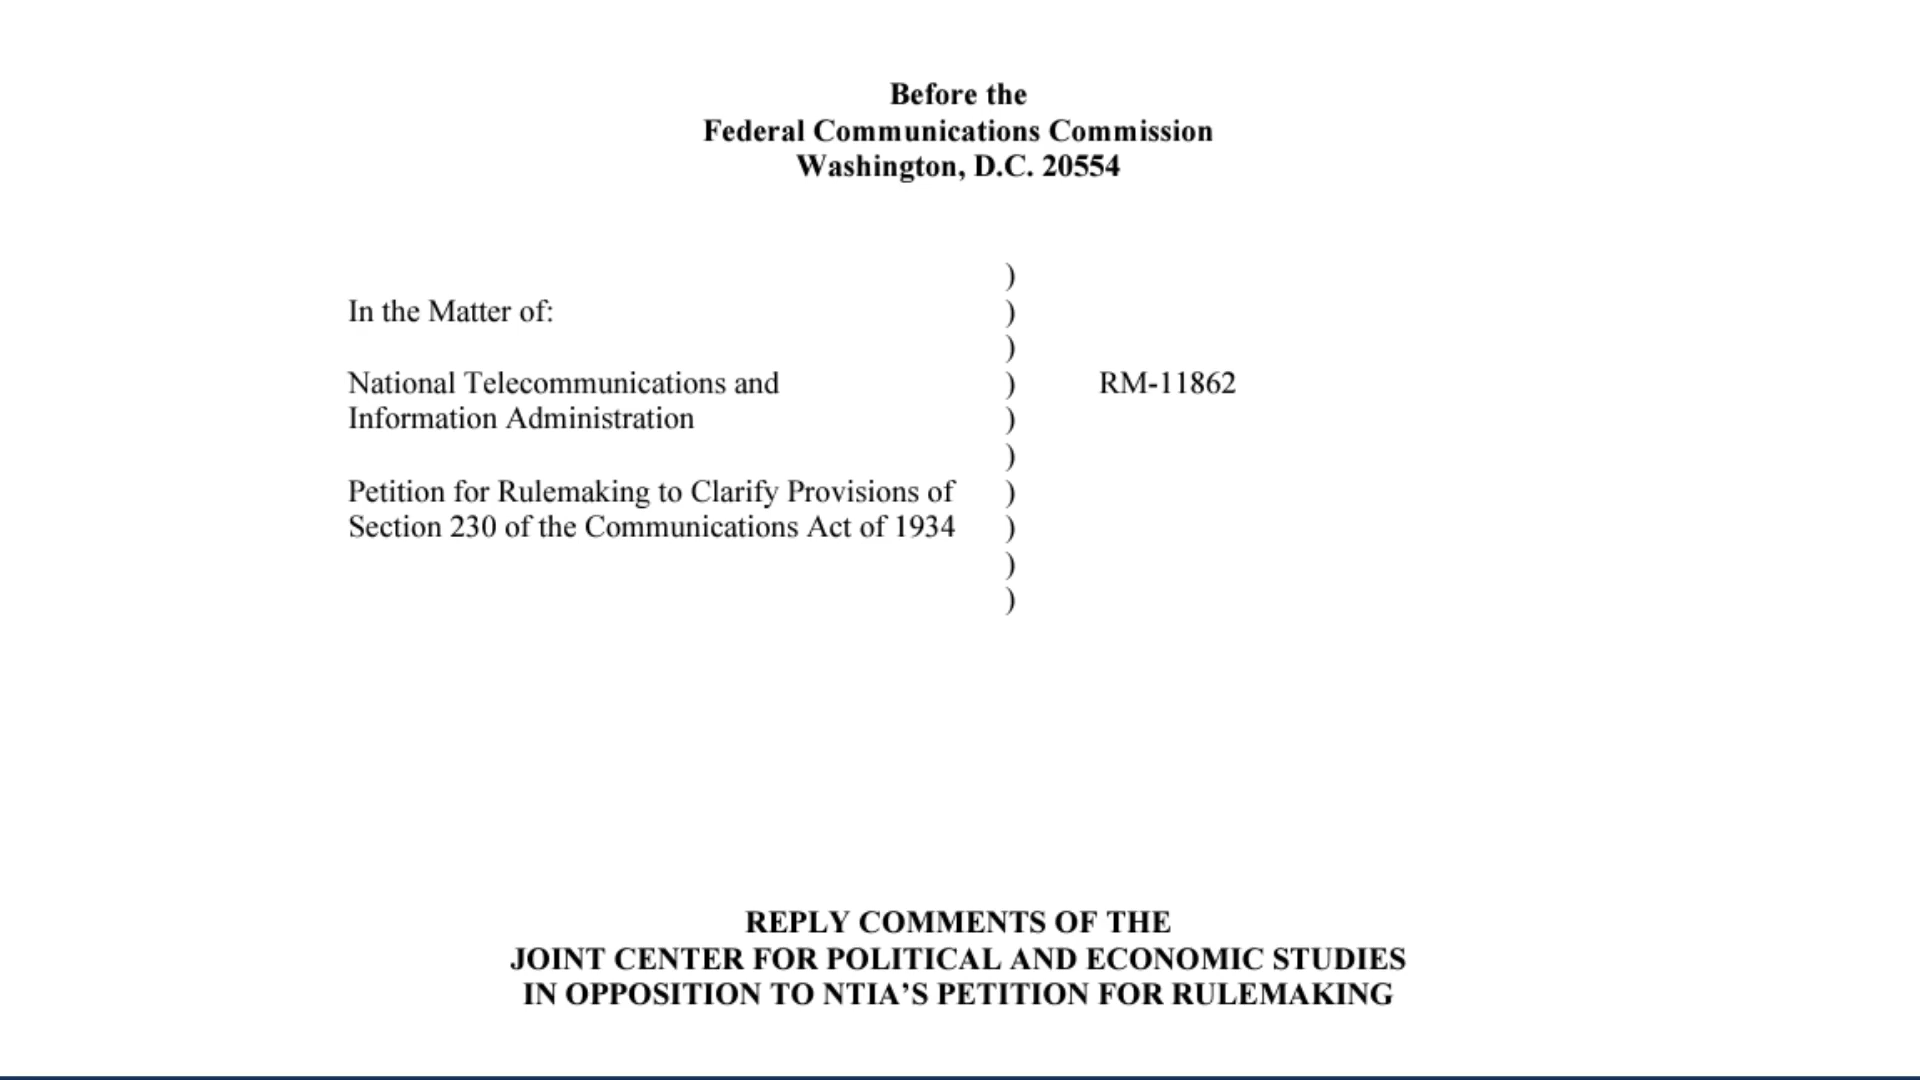 Before the
Federal Communications Commission
Washington, D.C. 20554
)
In the Matter of: )
)
National Telecommunications and ) RM-11862
Information Administration )
)
Petition for Rulemaking to Clarify Provisions of )
Section 230 of the Communications Act of 1934 )
)
)
REPLY COMMENTS OF THE
JOINT CENTER FOR POLITICAL AND ECONOMIC STUDIES
IN OPPOSITION TO NTIA’S PETITION FOR RULEMAKING